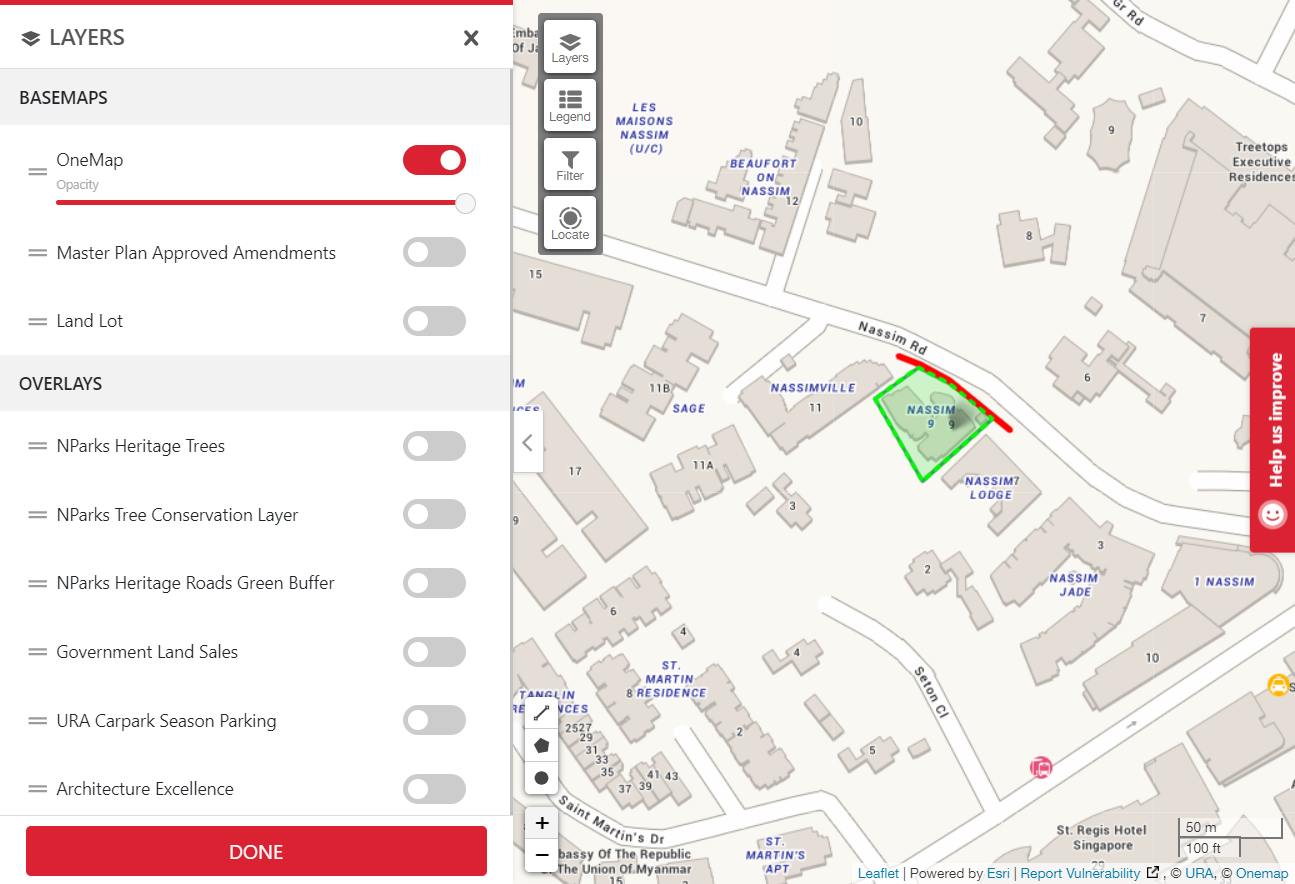 LAYERS
BASEMAPS
OneMap
Opacity
Master Plan Approved Amendments
Land Lot
OVERLAYS
NParks Heritage Trees
NParks Tree Conservation Layer
NParks Heritage Roads Green Buffer
Government Land Sales
URA Carpark Season Parking
Architecture Excellence
DONE
Layers
Legend
Filter
Locate
Gr Rd
LES
MAISONS
NASSIM
(U/C)
10
9
Treetops
Executive
Residences
BEAUFORT
ON
NASSIM
12
8
15
7
Nassim Rd
6
11B
SAGE
NASSIMVILLE
11
NASSIM
9
9
17
11A
3
NASSIM
LODGE
7
9
2
3
NASSIM
JADE
1 NASSIM
6
4
4
10
ST.
MARTIN
RESIDENCE
8
TANGLIN
Seton Cl
2527
29
31
33
35
37
39
41
43
2
5
Saint Martin's Dr
Of The Republic
The Union Of Myanmar
15
ST.
MARTIN'S
APT
St. Regis Hotel
Singapore
29
Help us improve
+
−
50 m
100 ft
Leaflet | Powered by Esri | Report Vulnerability , © URA, © Onemap